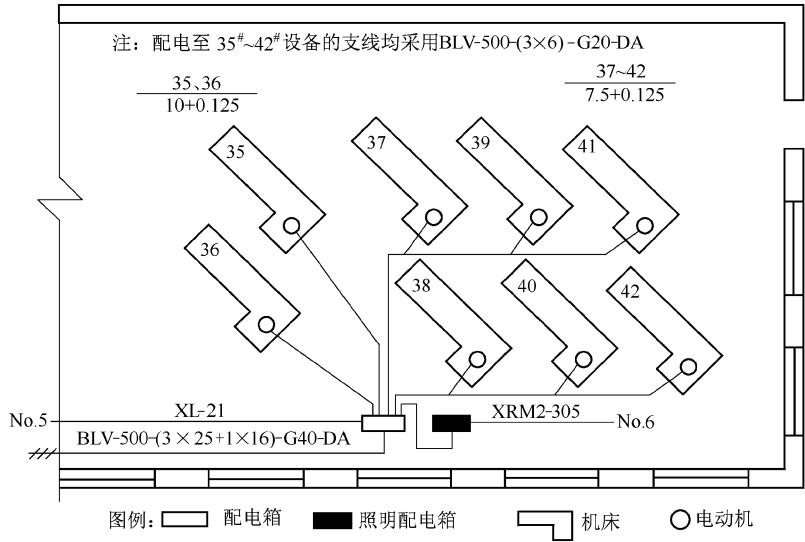 注：配电至 35#~42#设备的支线均采用BLV-500-(3×6)-G20-DA
35、36
10+0.125
37~42
7.5+0.125
35
37
39
41
36
38
40
42
No.5
XL-21
XRM2-305
No.6
BLV-500-(3×25+1×16)-G40-DA
图例：
配电箱
照明配电箱
机床
电动机